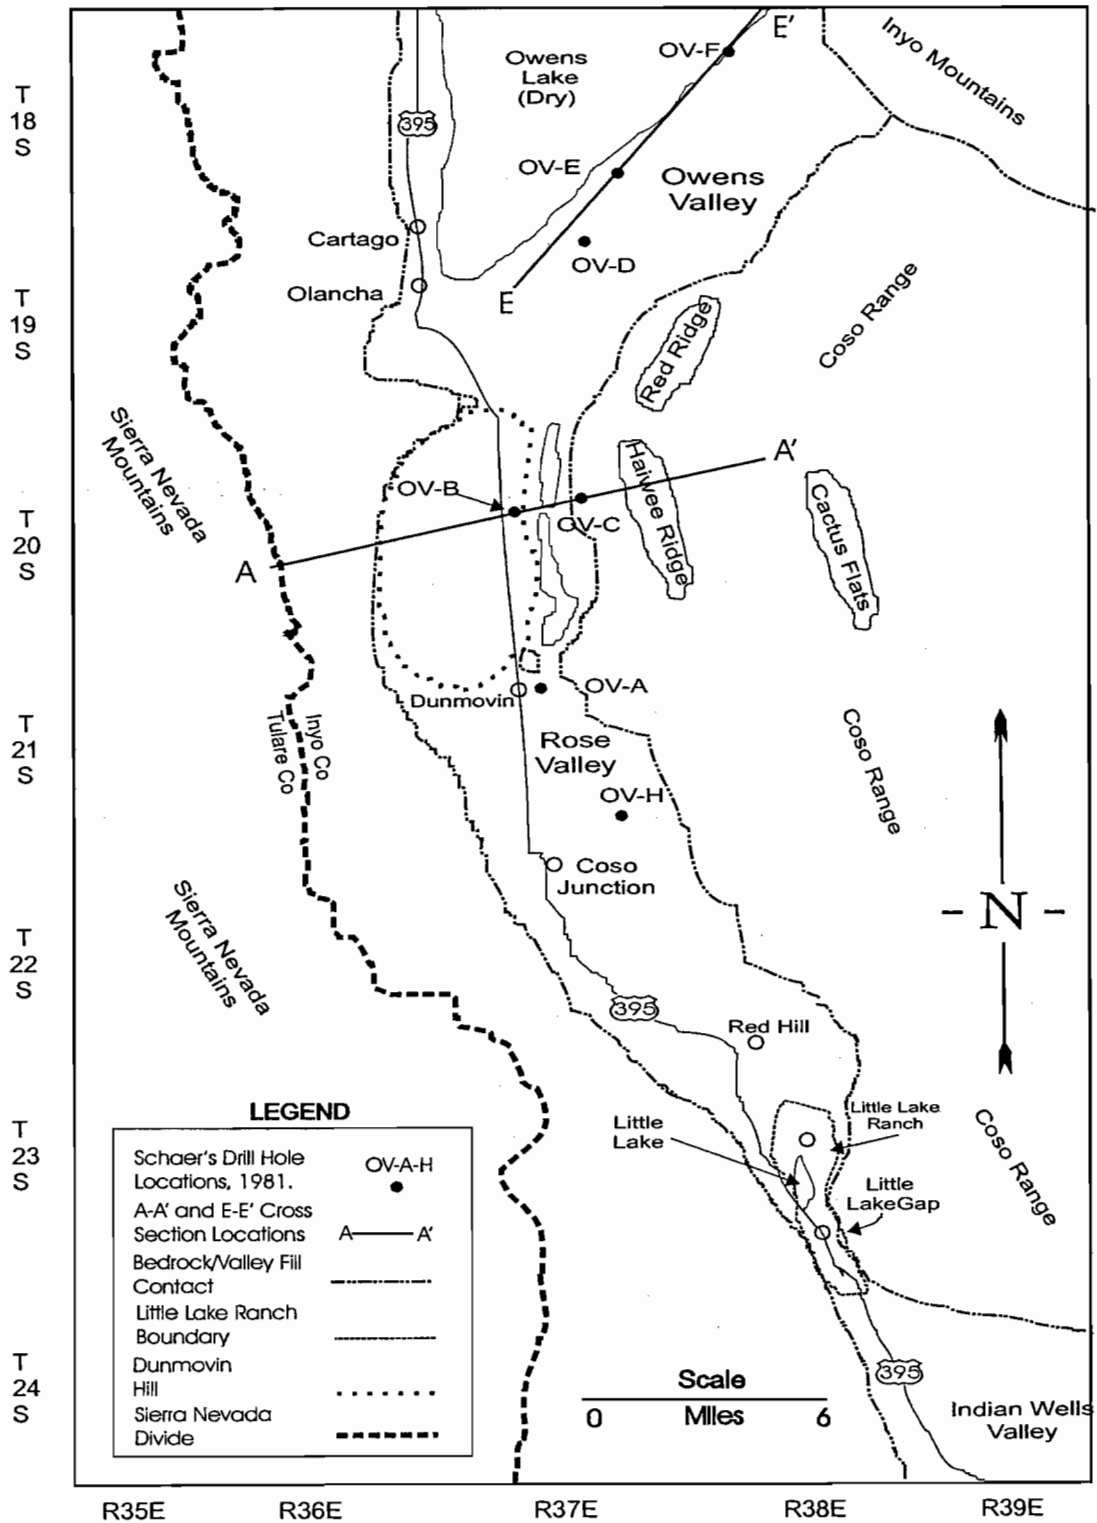 E'
OV-F
Inyo Mountains
Owens
Lake
(Dry)
T
18
S
395
OV-E
Owens
Valley
Cartago
OV-D
Olancha
E
T
19
S
Red Ridge
Coso Range
Sierra Nevada
Mountains
A'
OV-B
Haiwee Ridge
OV-C
Cactus Flats
T
20
S
A
OV-A
Dunmovin
Inyo Co
Tulare Co
T
21
S
Rose
Valley
Coso Range
OV-H
Coso
Junction
- N -
Sierra Nevada
Mountains
T
22
S
395
Red Hill
LEGEND
Schaer's Drill Hole
Locations, 1981.
OV-A-H
A-A' and E-E' Cross
Section Locations
A A'
Bedrock/Valley Fill
Contact
Little Lake Ranch
Boundary
Dunmovin
Hill
Sierra Nevada
Divide
Little
Lake
Little Lake
Ranch
Little
LakeGap
Coso Range
T
23
S
T
24
S
Scale
0 Miles 6
395
Indian Wells
Valley
R35E R36E R37E R38E R39E